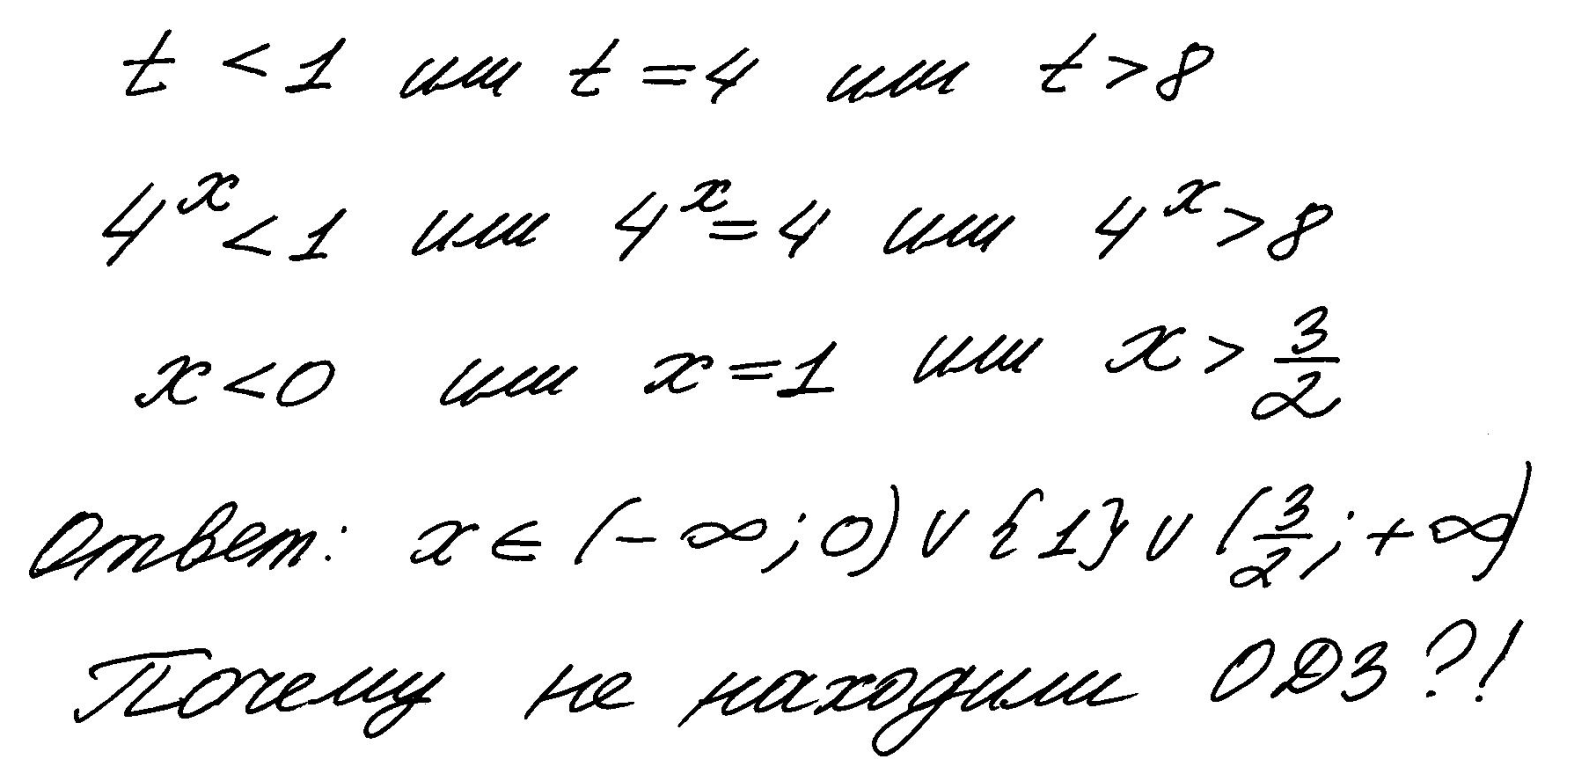 t < 1 или t = 4 или t > 8
4^x < 1 или 4^x = 4 или 4^x > 8
x < 0 или x = 1 или x > 3/2
Ответ: x ∈ (-∞; 0) ∪ {1} ∪ (3/2; +∞)
Почему не находим ОДЗ?!